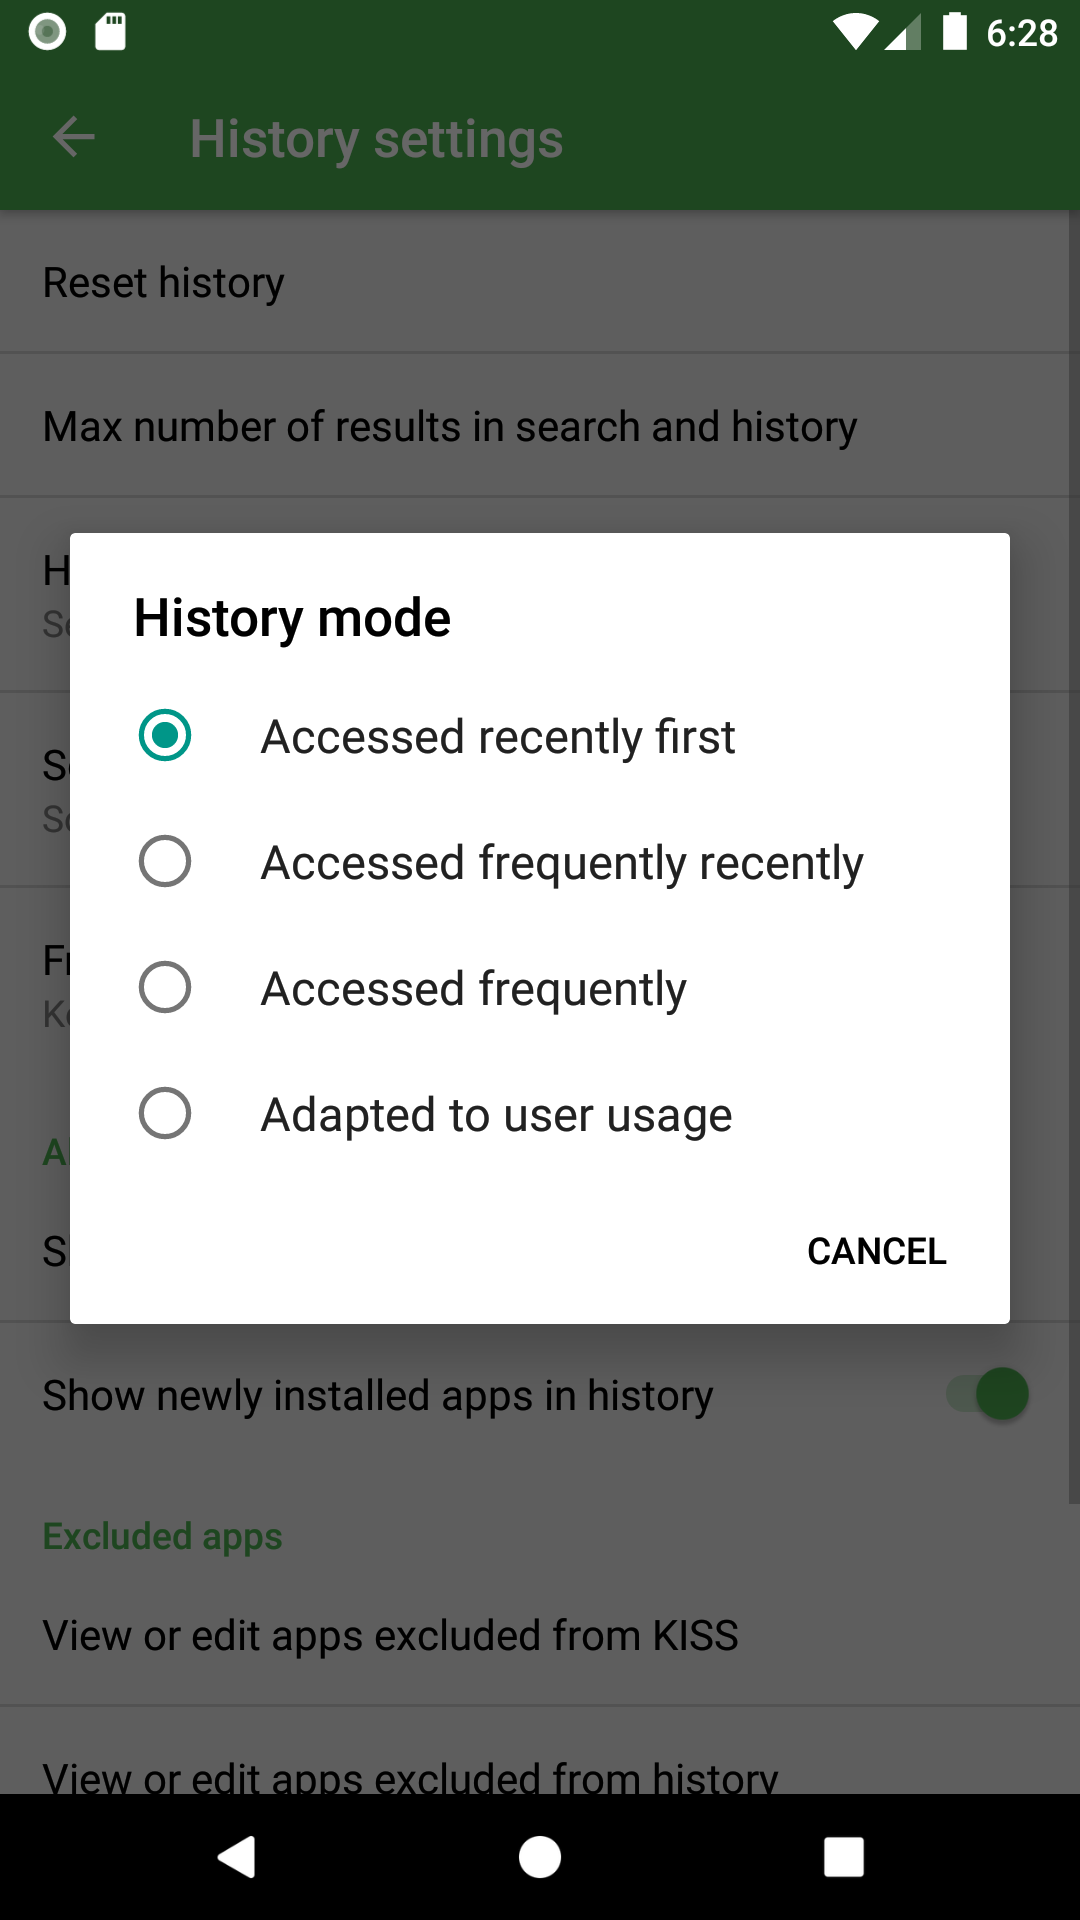 6:28
History settings
Reset history
Max number of results in search and history
History mode
Accessed recently first
Accessed frequently recently
Accessed frequently
Adapted to user usage
CANCEL
Show newly installed apps in history
Excluded apps
View or edit apps excluded from KISS
View or edit apps excluded from history